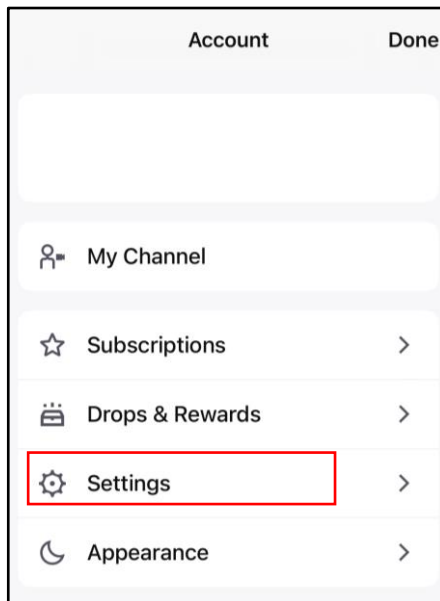 Account Done
My Channel
Subscriptions
Drops & Rewards
Settings
Appearance